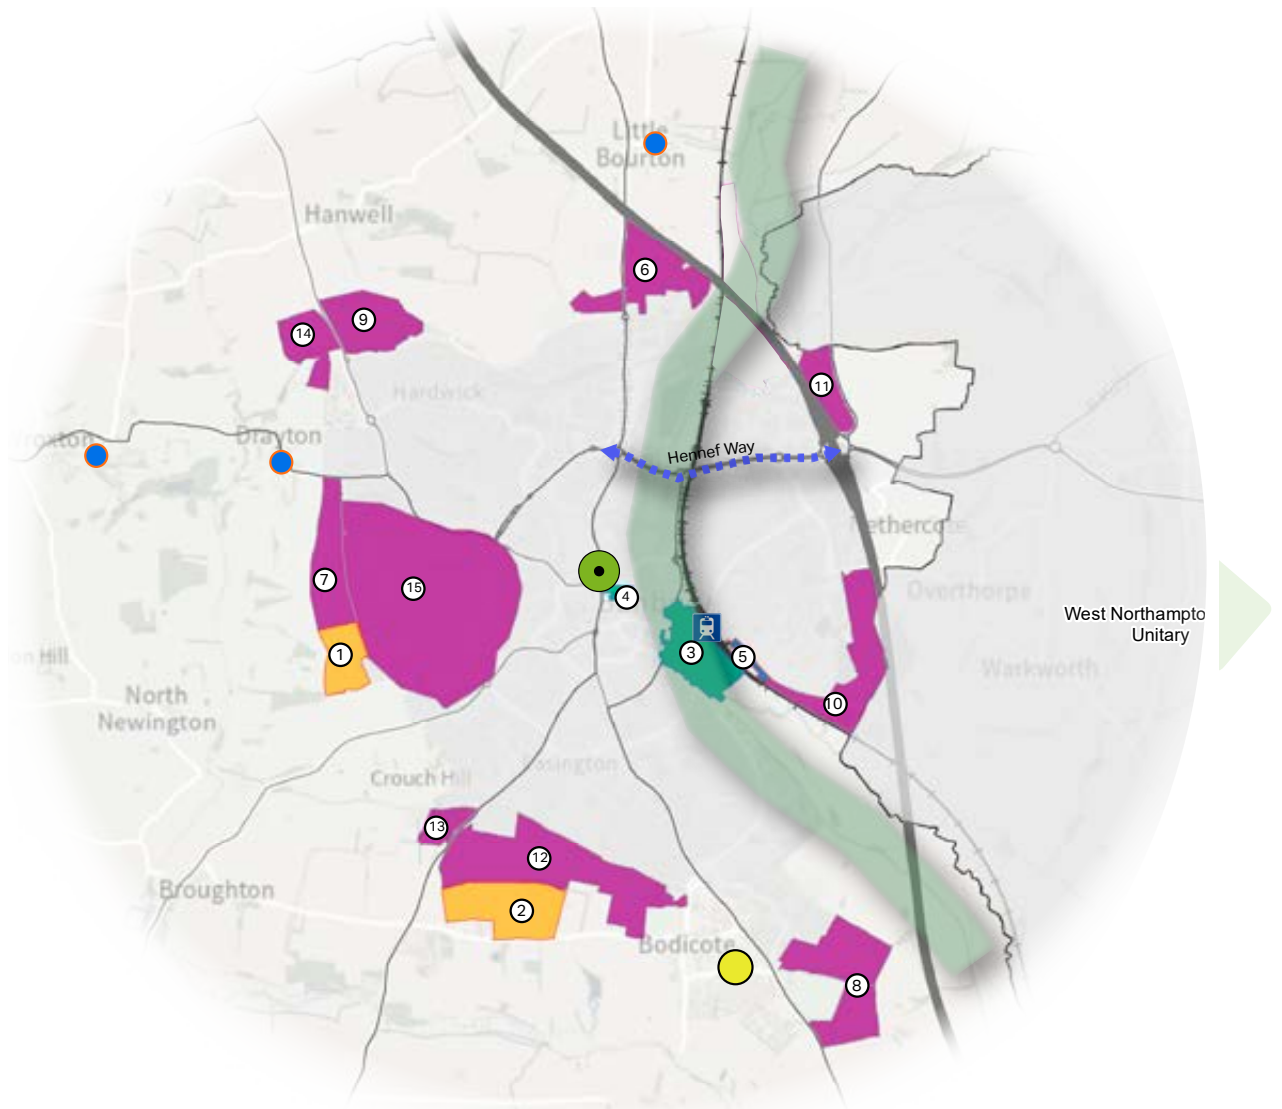 Little
Bourton
Hanwell
6
9
14
11
Hardwick
Drayton
Hennef Way
Nethercote
7
15
4
Overthorpe
West Northampto
Unitary
1
3
5
Warkworth
North
Newington
10
Crouch Hill
13
12
Broughton
2
Bodicote
8